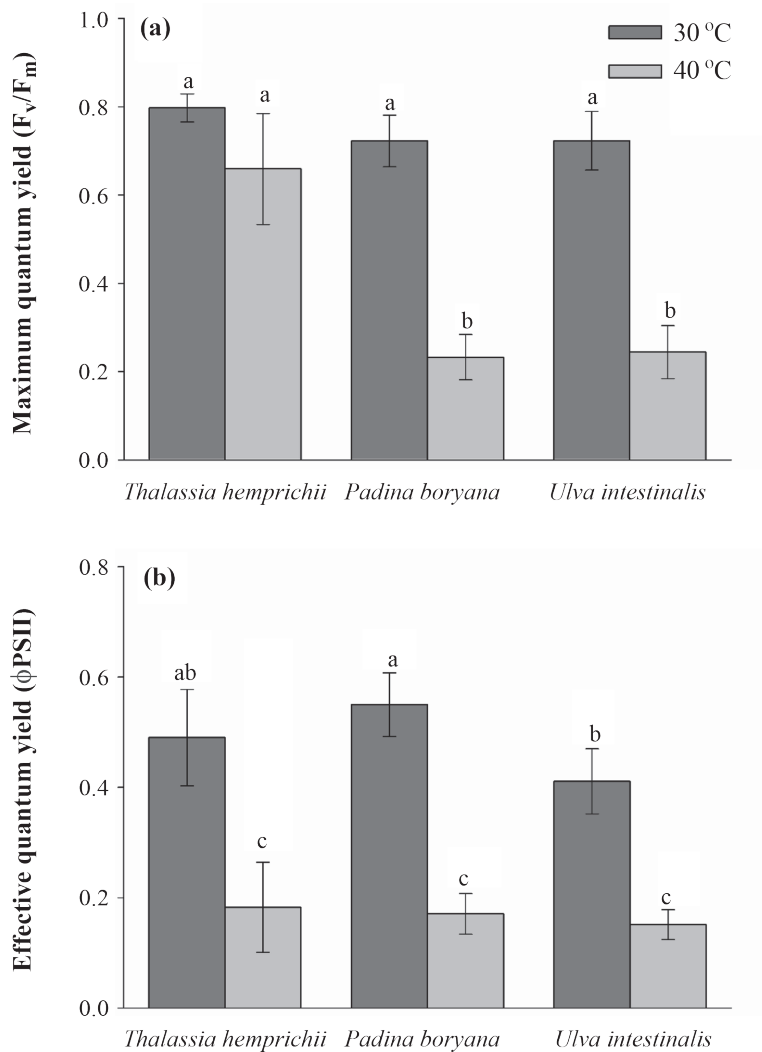 (a)
30 °C
40 °C
Maximum quantum yield (Fv/Fm)
1.0
0.8
0.6
0.4
0.2
0.0
a
a
a
b
a
b
Thalassia hemprichii Padina boryana Ulva intestinalis
(b)
Effective quantum yield (ϕPSII)
0.8
0.6
0.4
0.2
0.0
ab
c
a
c
b
c
Thalassia hemprichii Padina boryana Ulva intestinalis